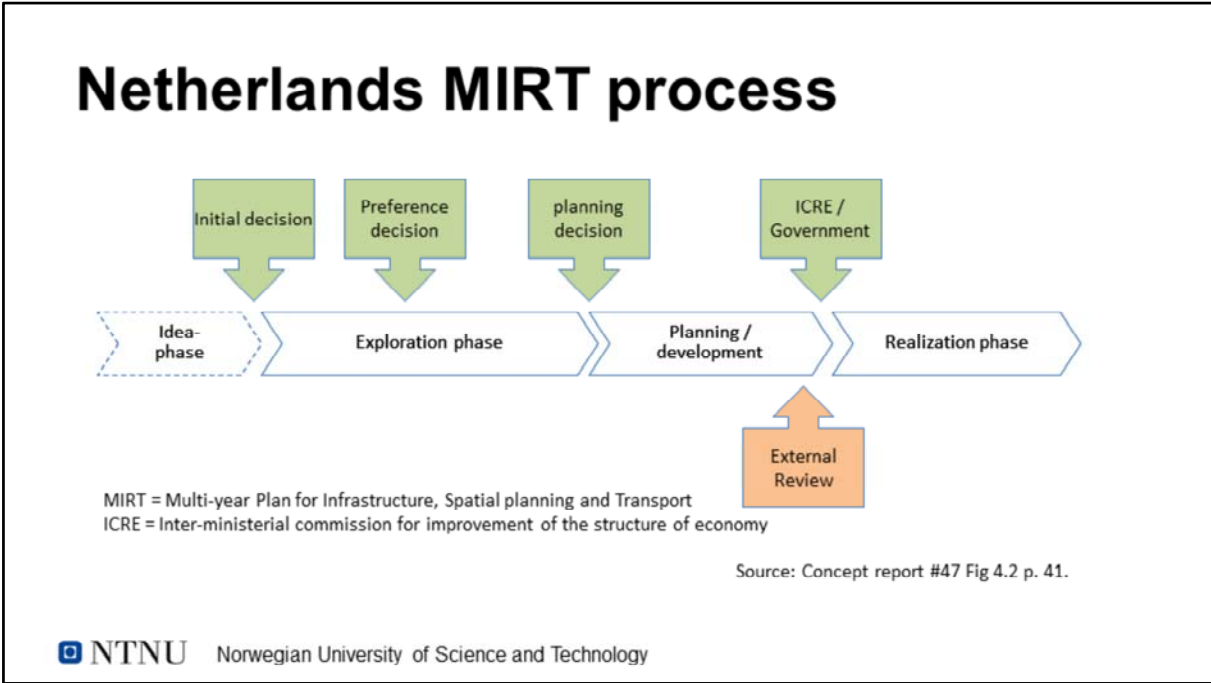 Netherlands MIRT process
Initial decision
Preference
decision
planning
decision
ICRE /
Government
Idea-
phase
Exploration phase
Planning /
development
Realization phase
External
Review
MIRT = Multi-year Plan for Infrastructure, Spatial planning and Transport
ICRE = Inter-ministerial commission for improvement of the structure of economy
Source: Concept report #47 Fig 4.2 p. 41.
NTNU Norwegian University of Science and Technology